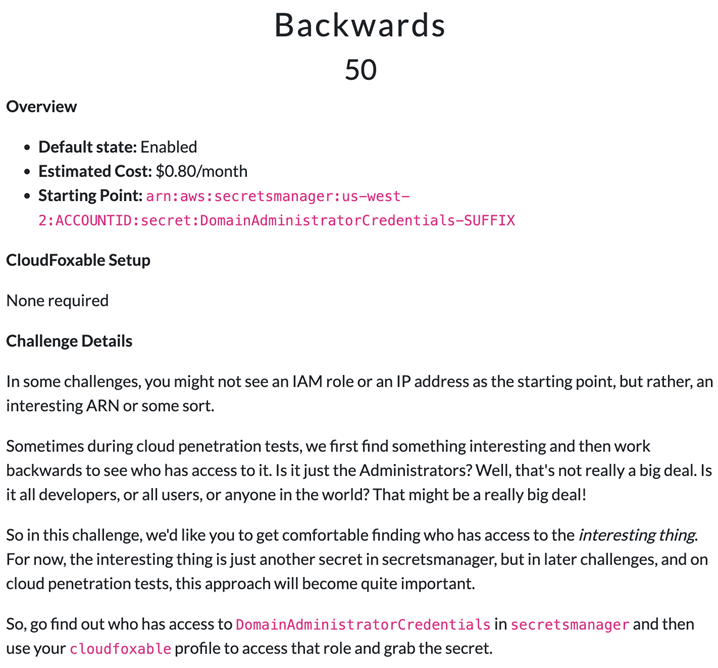 Backwards
50
Overview
• Default state: Enabled
• Estimated Cost: $0.80/month
• Starting Point: arn:aws:secretsmanager:us-west-
2:ACCOUNTID:secret:DomainAdministratorCredentials-SUFFIX
CloudFoxable Setup
None required
Challenge Details
In some challenges, you might not see an IAM role or an IP address as the starting point, but rather, an
interesting ARN or some sort.
Sometimes during cloud penetration tests, we first find something interesting and then work
backwards to see who has access to it. Is it just the Administrators? Well, that's not really a big deal. Is
it all developers, or all users, or anyone in the world? That might be a really big deal!
So in this challenge, we'd like you to get comfortable finding who has access to the interesting thing.
For now, the interesting thing is just another secret in secretsmanager, but in later challenges, and on
cloud penetration tests, this approach will become quite important.
So, go find out who has access to DomainAdministratorCredentials in secretsmanager and then
use your cloudfoxable profile to access that role and grab the secret.